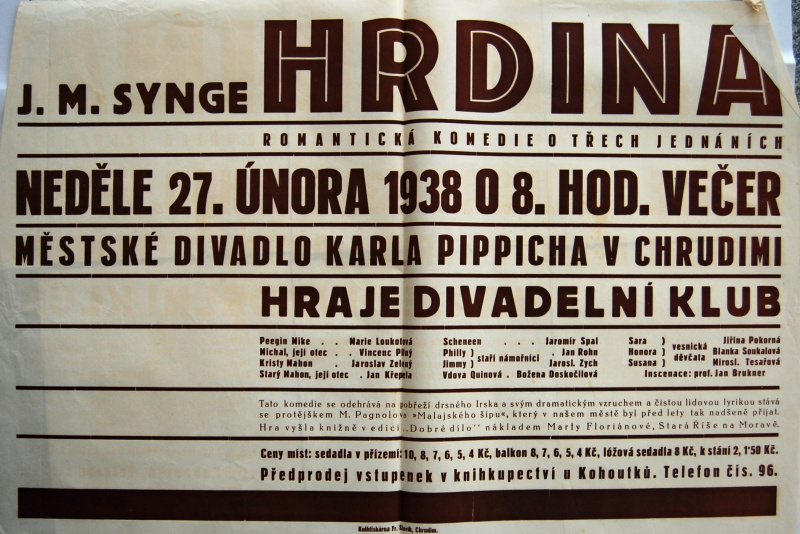 J. M. SYNGE HRDINA
ROMANTICKÁ KOMEDIE O TŘECH JEDNÁNÍCH
NEDĚLE 27. ÚNORA 1938 O 8. HOD. VEČER
MĚSTSKÉ DIVADLO KARLA PIPPICHA V CHRUDIMI
HRAJE DIVADELNÍ KLUB
Peegin Mike . . Marie Loukotová
Michal, její otec . . Vincenc Plný
Kristy Mahon . Jaroslav Zelený
Starý Mahon, její otec . Jan Křepela
Scheneen . . . Jaromír Spal
Philly ) staří námořníci . Jan Rohn
Jimmy ) Jarosl. Zych
Vdova Quinová . Božena Doskočilová
Sara ) vesnická děvčata Jiřina Pokorná
Honora ) Blanka Soukalová
Susana ) Mirosl. Tesařová
Inscenace: prof. Jan Brukner
Tato komedie se odehrává na pobřeží drsného Irska a svým dramatickým vzruchem a čistou lidovou lyrikou stává
se protějškem M. Pagnolova »Malajského šípu«, který v našem městě byl před lety tak nadšeně přijat.
Hra vyšla knižně v edici „Dobré dílo" nákladem Marty Floriánové, Stará Říše na Moravě.
Ceny míst: sedadla v přízemí: 10, 8, 7, 6, 5, 4 Kč, balkon 8, 7, 6, 5, 4 Kč, lóžová sedadla 8 Kč, k stání 2, 1'50 Kč.
Předprodej vstupenek v knihkupectví u Kohoutků. Telefon čís. 96.
Knihtiskárna Fr. Slavík, Chrudim.